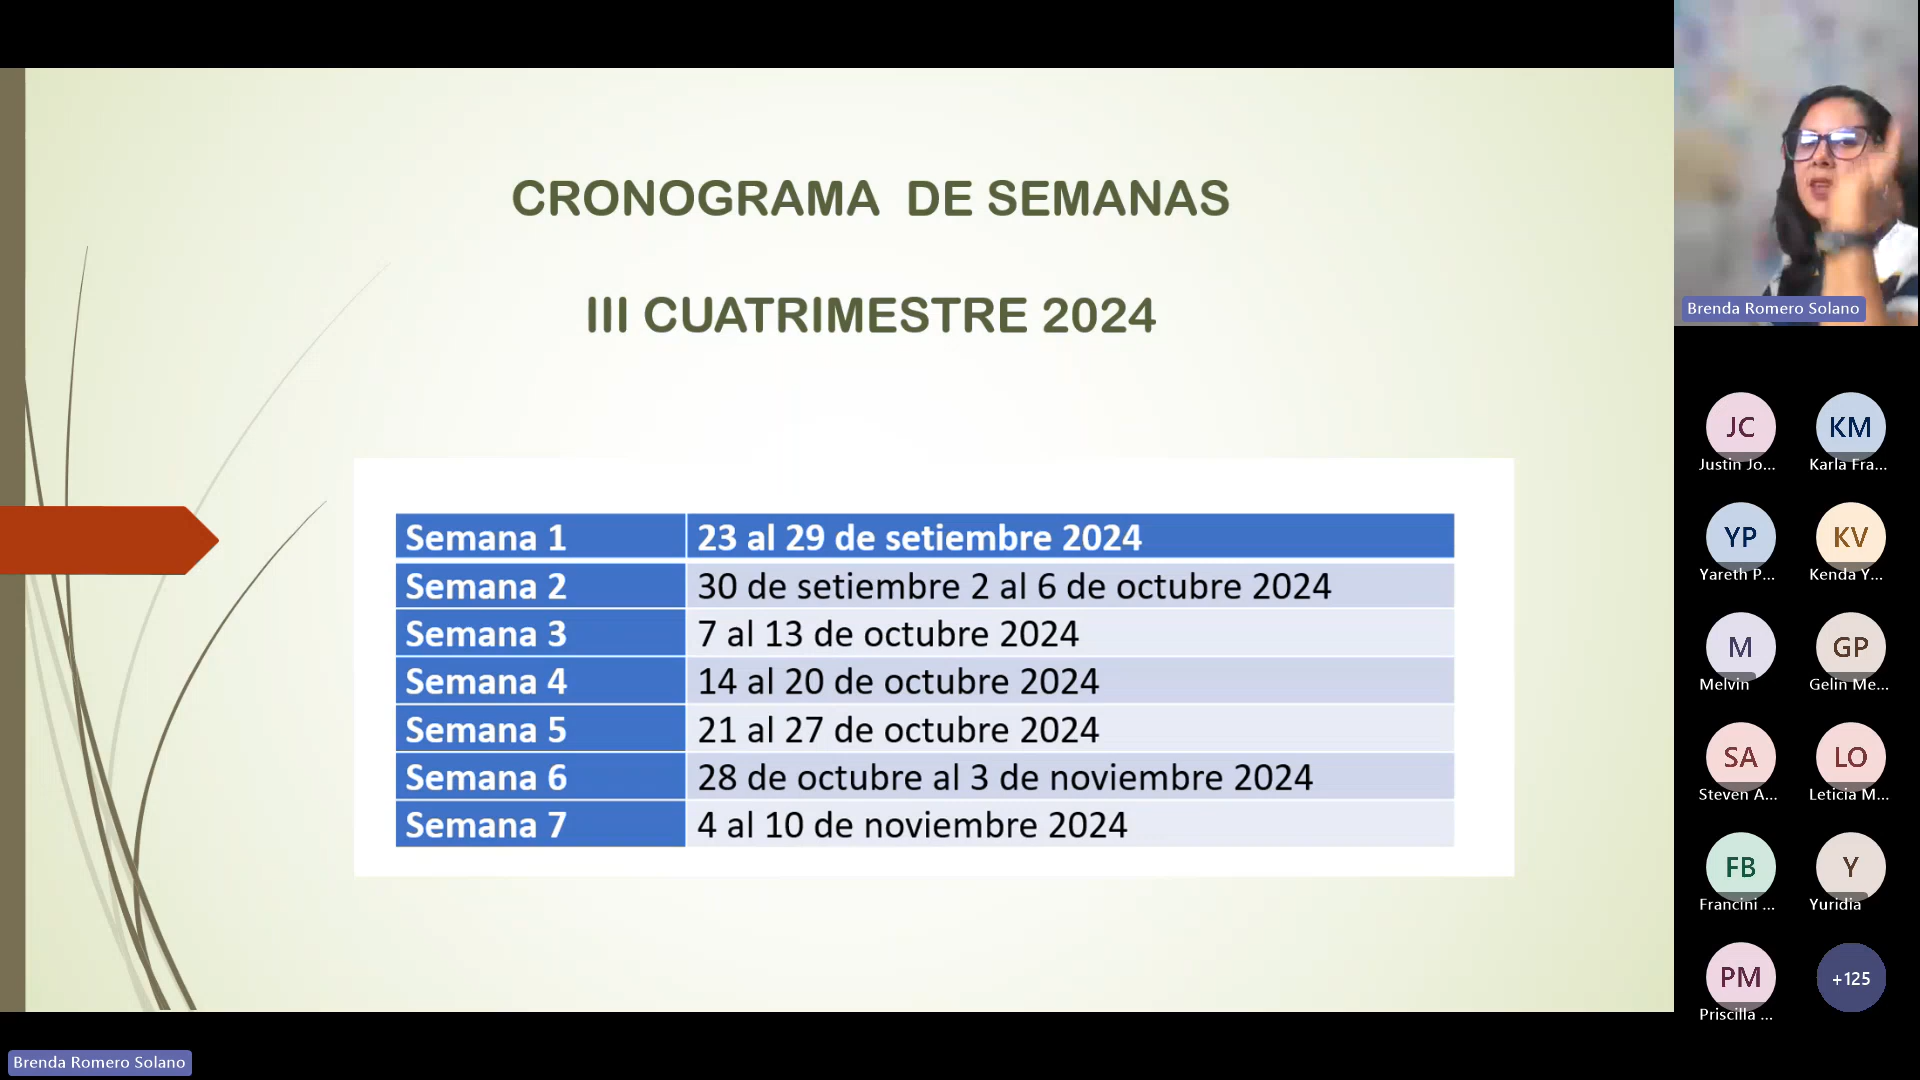 CRONOGRAMA DE SEMANAS
III CUATRIMESTRE 2024
Semana 1 23 al 29 de setiembre 2024
Semana 2 30 de setiembre 2 al 6 de octubre 2024
Semana 3 7 al 13 de octubre 2024
Semana 4 14 al 20 de octubre 2024
Semana 5 21 al 27 de octubre 2024
Semana 6 28 de octubre al 3 de noviembre 2024
Semana 7 4 al 10 de noviembre 2024
Brenda Romero Solano
Brenda Romero Solano
JC KM
Justin Jo... Karla Fra...
YP KV
Yareth P... Kenda Y...
M GP
Melvin Gelin Me...
SA LO
Steven A... Leticia M...
FB Y
Francini ... Yuridia
PM +125
Priscilla ...